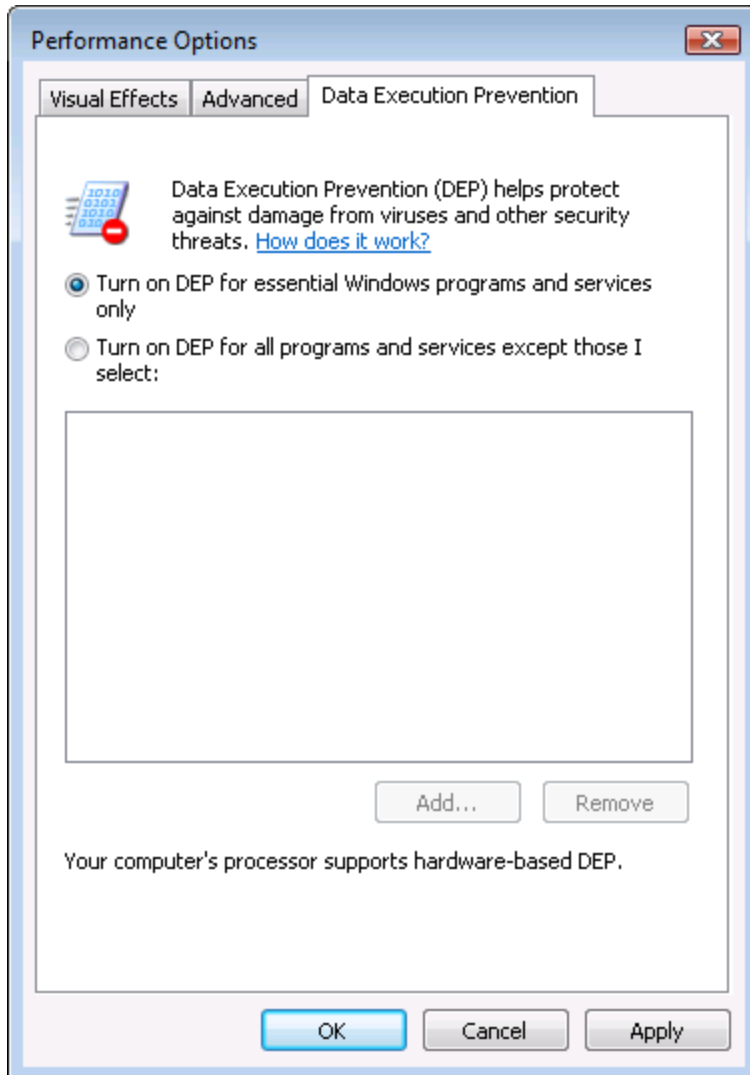 Performance Options
Visual Effects
Advanced
Data Execution Prevention
Data Execution Prevention (DEP) helps protect
against damage from viruses and other security
threats. How does it work?
Turn on DEP for essential Windows programs and services
only
Turn on DEP for all programs and services except those I
select:
Add...
Remove
Your computer's processor supports hardware-based DEP.
OK
Cancel
Apply